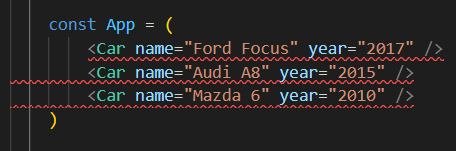 const App = (
<Car name="Ford Focus" year="2017" />
<Car name="Audi A8" year="2015" />
<Car name="Mazda 6" year="2010" />
)